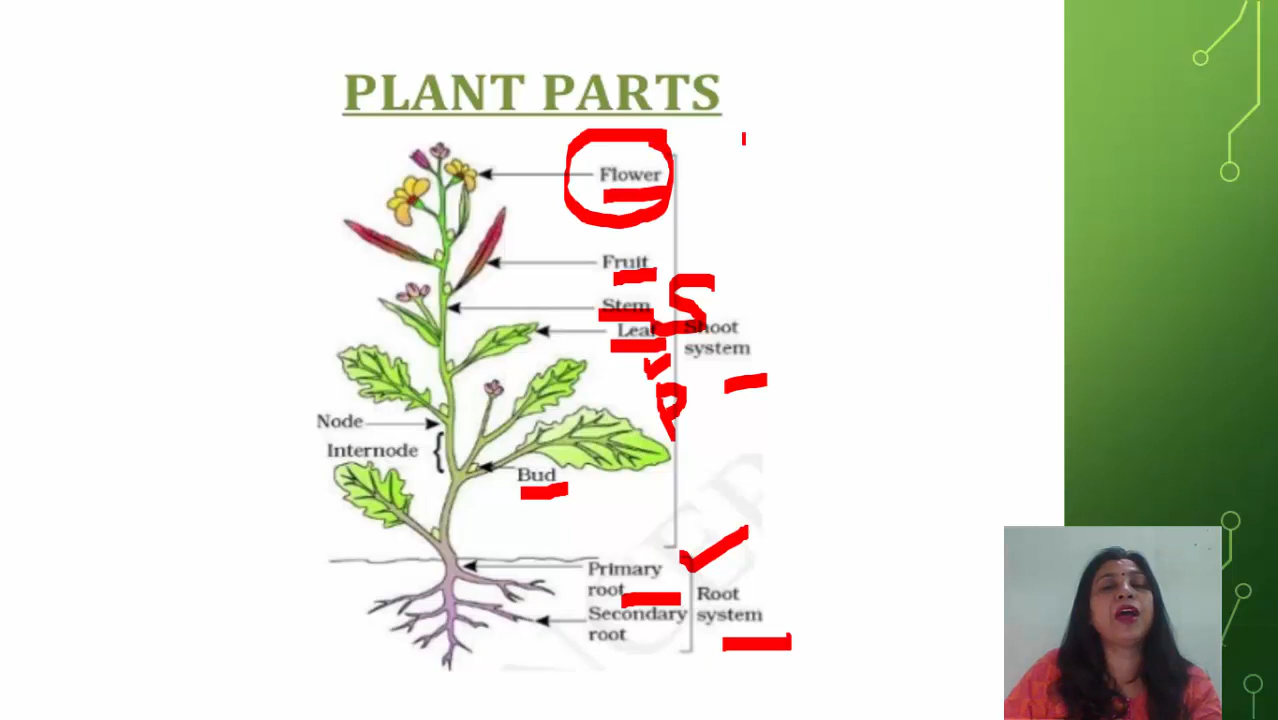 PLANT PARTS
Flower
Fruit
Stem
Leaf
Shoot
system
Node
Internode
Bud
Primary
root
Secondary
root
Root
system